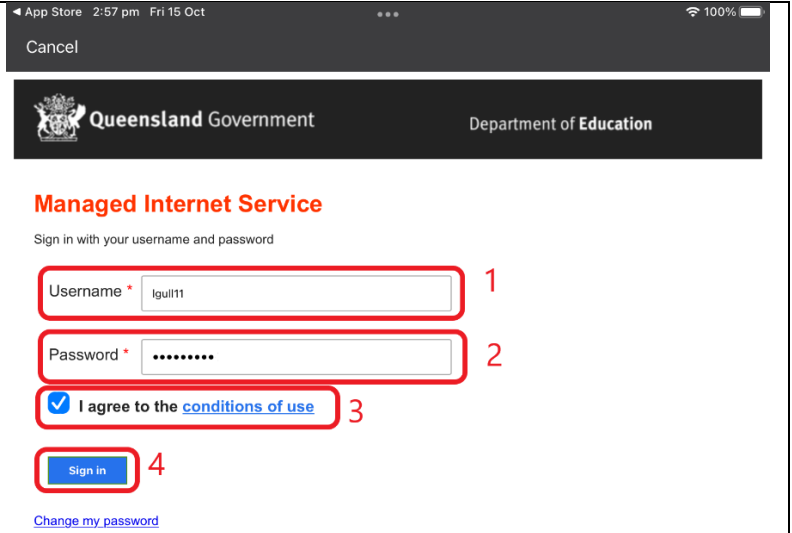 ◄ App Store 2:57 pm Fri 15 Oct ••• 100%
Cancel
Queensland Government Department of Education
Managed Internet Service
Sign in with your username and password
Username * lgull11 1
Password * ••••••••• 2
I agree to the conditions of use 3
Sign in 4
Change my password